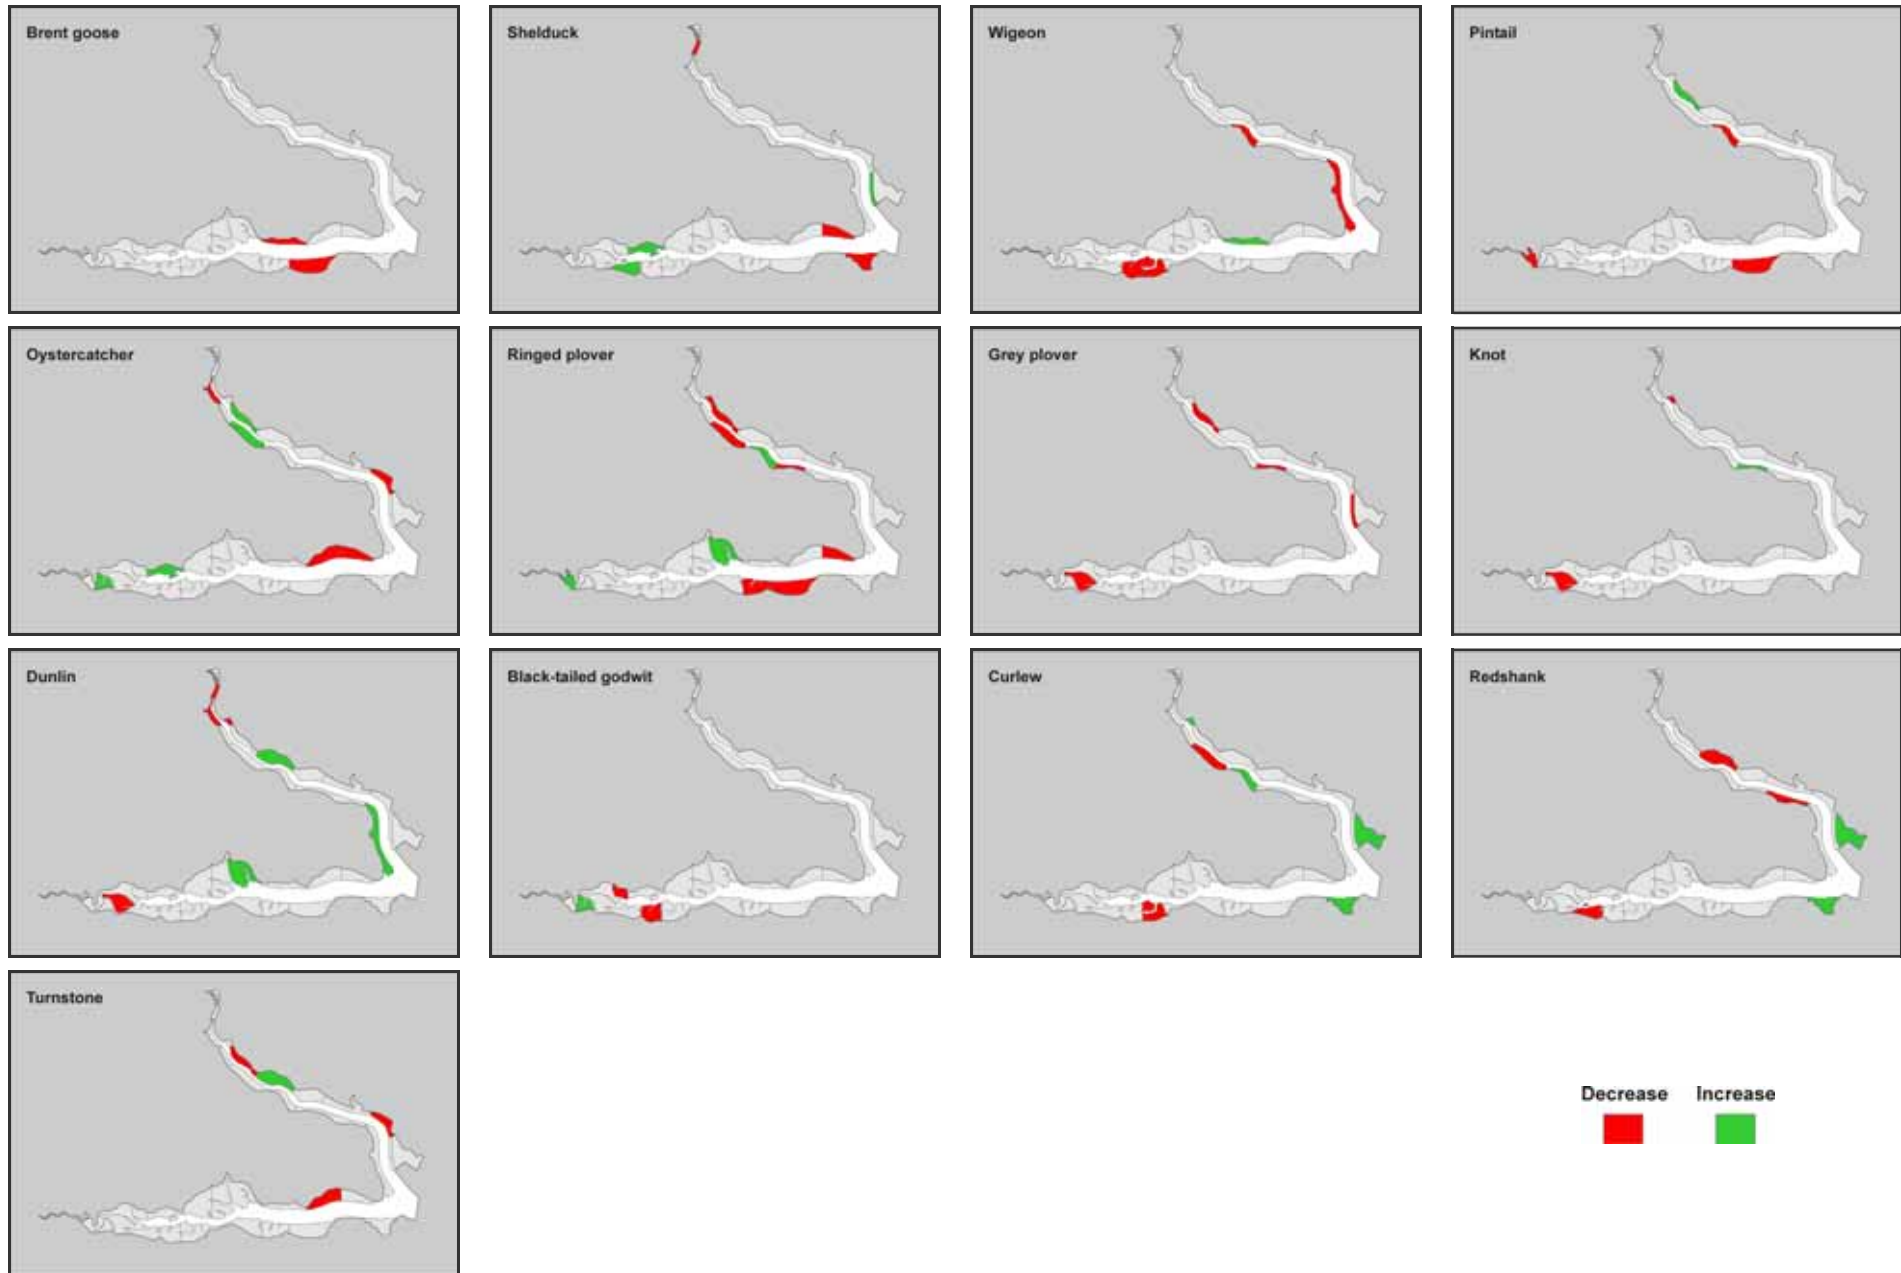 Brent goose
Shelduck
Wigeon
Pintail
Oystercatcher
Ringed plover
Grey plover
Knot
Dunlin
Black-tailed godwit
Curlew
Redshank
Turnstone
Decrease Increase